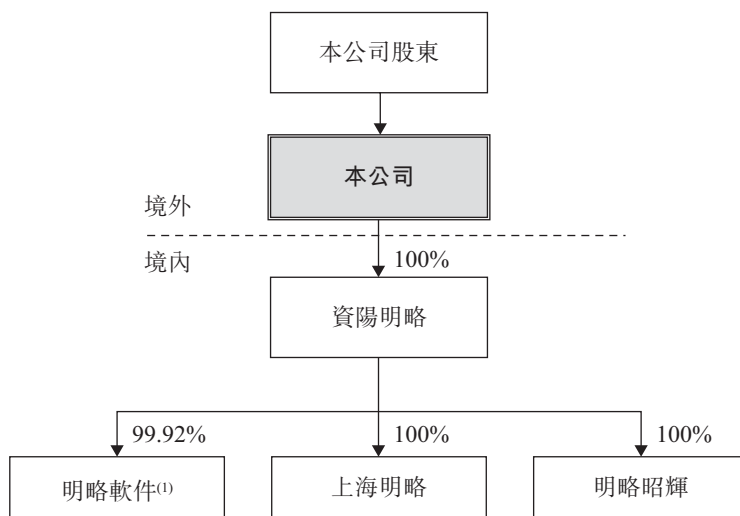 本公司股東
本公司
境外
境內
100%
資陽明略
99.92%
100%
100%
明略軟件(1)
上海明略
明略昭輝